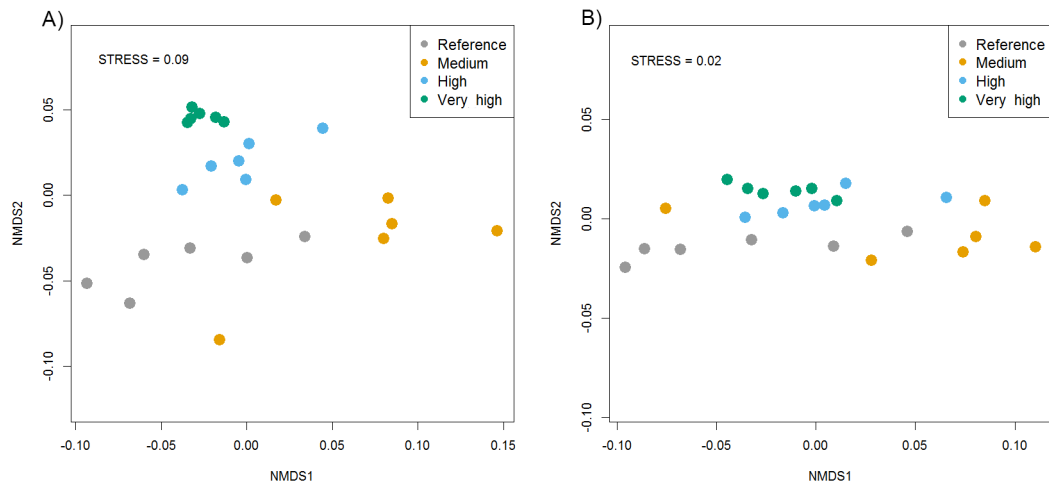 A)
STRESS = 0.09
Reference
Medium
High
Very high
NMDS2
0.05
0.00
-0.05
-0.10
-0.10
-0.05
0.00
0.05
0.10
0.15
NMDS1
B)
STRESS = 0.02
Reference
Medium
High
Very high
NMDS2
0.05
0.00
-0.05
-0.10
-0.10
-0.05
0.00
0.05
0.10
NMDS1